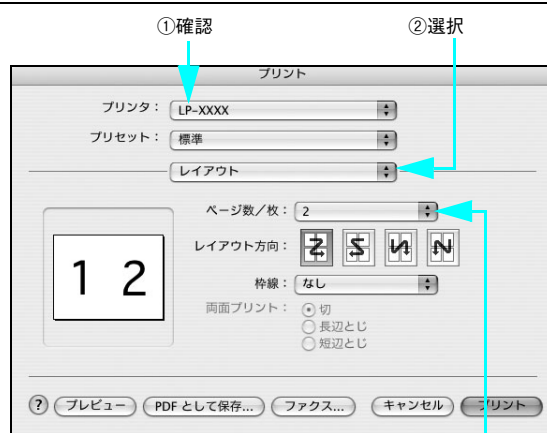 ①確認 ②選択
プリント
プリンタ： LP-XXXX
プリセット： 標準
レイアウト
ページ数／枚： 2
レイアウト方向：
1 2
枠線： なし
両面プリント： 切
長辺とじ
短辺とじ
? プレビュー PDF として保存... ファクス... キャンセル プリント